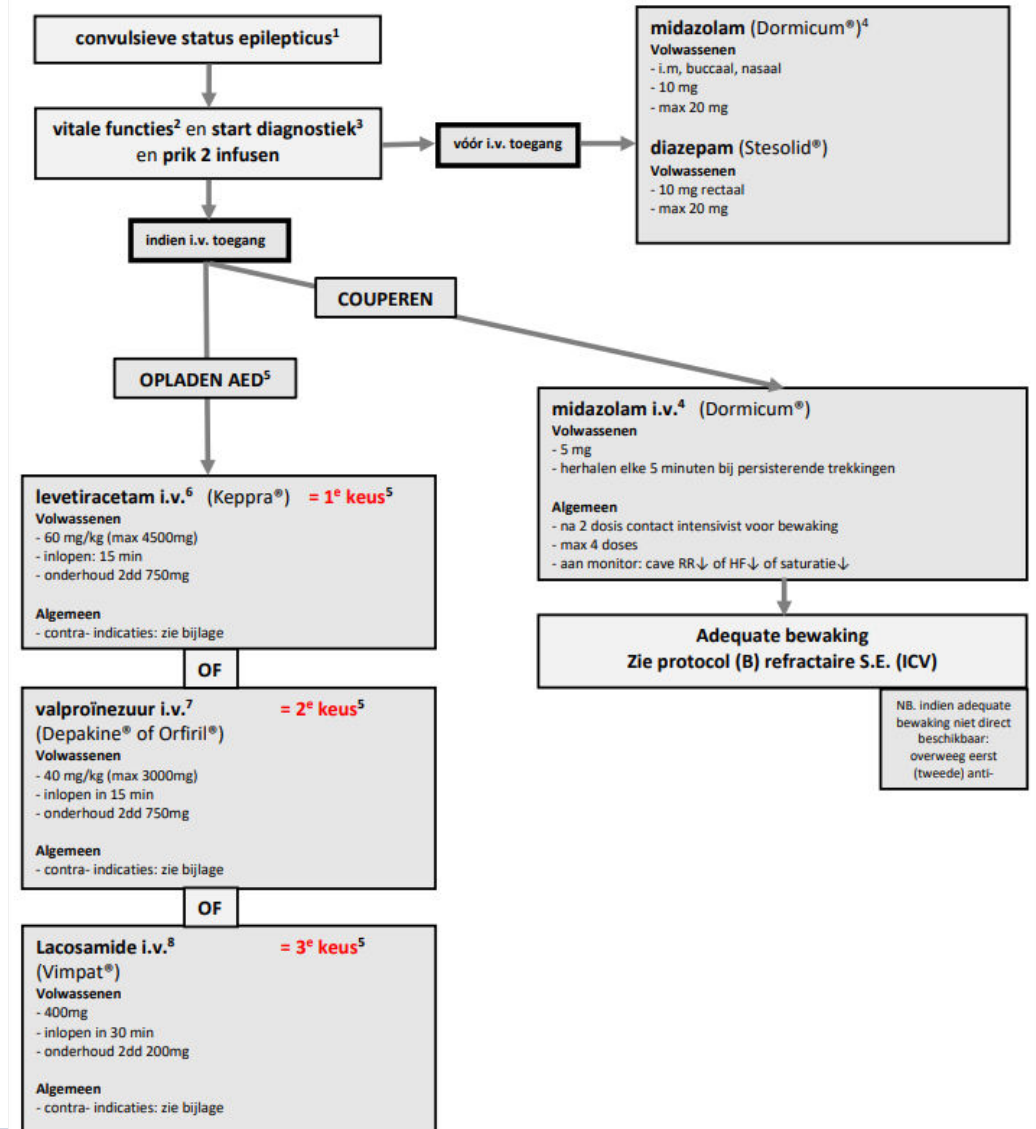 convulsieve status epilepticus¹
vitale functies² en start diagnostiek³
en prik 2 infusen
vóór i.v. toegang
midazolam (Dormicum®)⁴
Volwassenen
- i.m, buccaal, nasaal
- 10 mg
- max 20 mg
diazepam (Stesolid®)
Volwassenen
- 10 mg rectaal
- max 20 mg
indien i.v. toegang
COUPEREN
OPLADEN AED⁵
midazolam i.v.⁴ (Dormicum®)
Volwassenen
- 5 mg
- herhalen elke 5 minuten bij persisterende trekkingen
Algemeen
- na 2 dosis contact intensivist voor bewaking
- max 4 doses
- aan monitor: cave RR↓ of HF↓ of saturatie↓
Adequate bewaking
Zie protocol (B) refractaire S.E. (ICV)
NB. indien adequate
bewaking niet direct
beschikbaar:
overweeg eerst
(tweede) anti-
levetiracetam i.v.⁶ (Keppra®) = 1ᵉ keus⁵
Volwassenen
- 60 mg/kg (max 4500mg)
- inlopen: 15 min
- onderhoud 2dd 750mg
Algemeen
- contra- indicaties: zie bijlage
OF
valproïnezuur i.v.⁷ = 2ᵉ keus⁵
(Depakine® of Orfiril®)
Volwassenen
- 40 mg/kg (max 3000mg)
- inlopen in 15 min
- onderhoud 2dd 750mg
Algemeen
- contra- indicaties: zie bijlage
OF
Lacosamide i.v.⁸ = 3ᵉ keus⁵
(Vimpat®)
Volwassenen
- 400mg
- inlopen in 30 min
- onderhoud 2dd 200mg
Algemeen
- contra- indicaties: zie bijlage